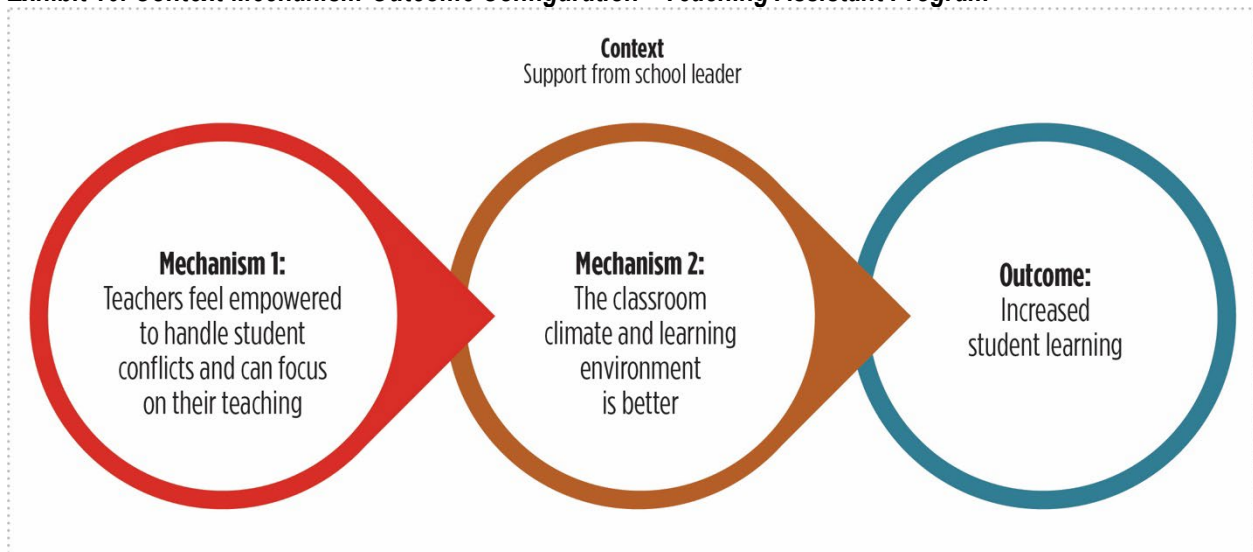 Context
Support from school leader
Mechanism 1:
Teachers feel empowered
to handle student
conflicts and can focus
on their teaching
Mechanism 2:
The classroom
climate and learning
environment
is better
Outcome:
Increased
student learning